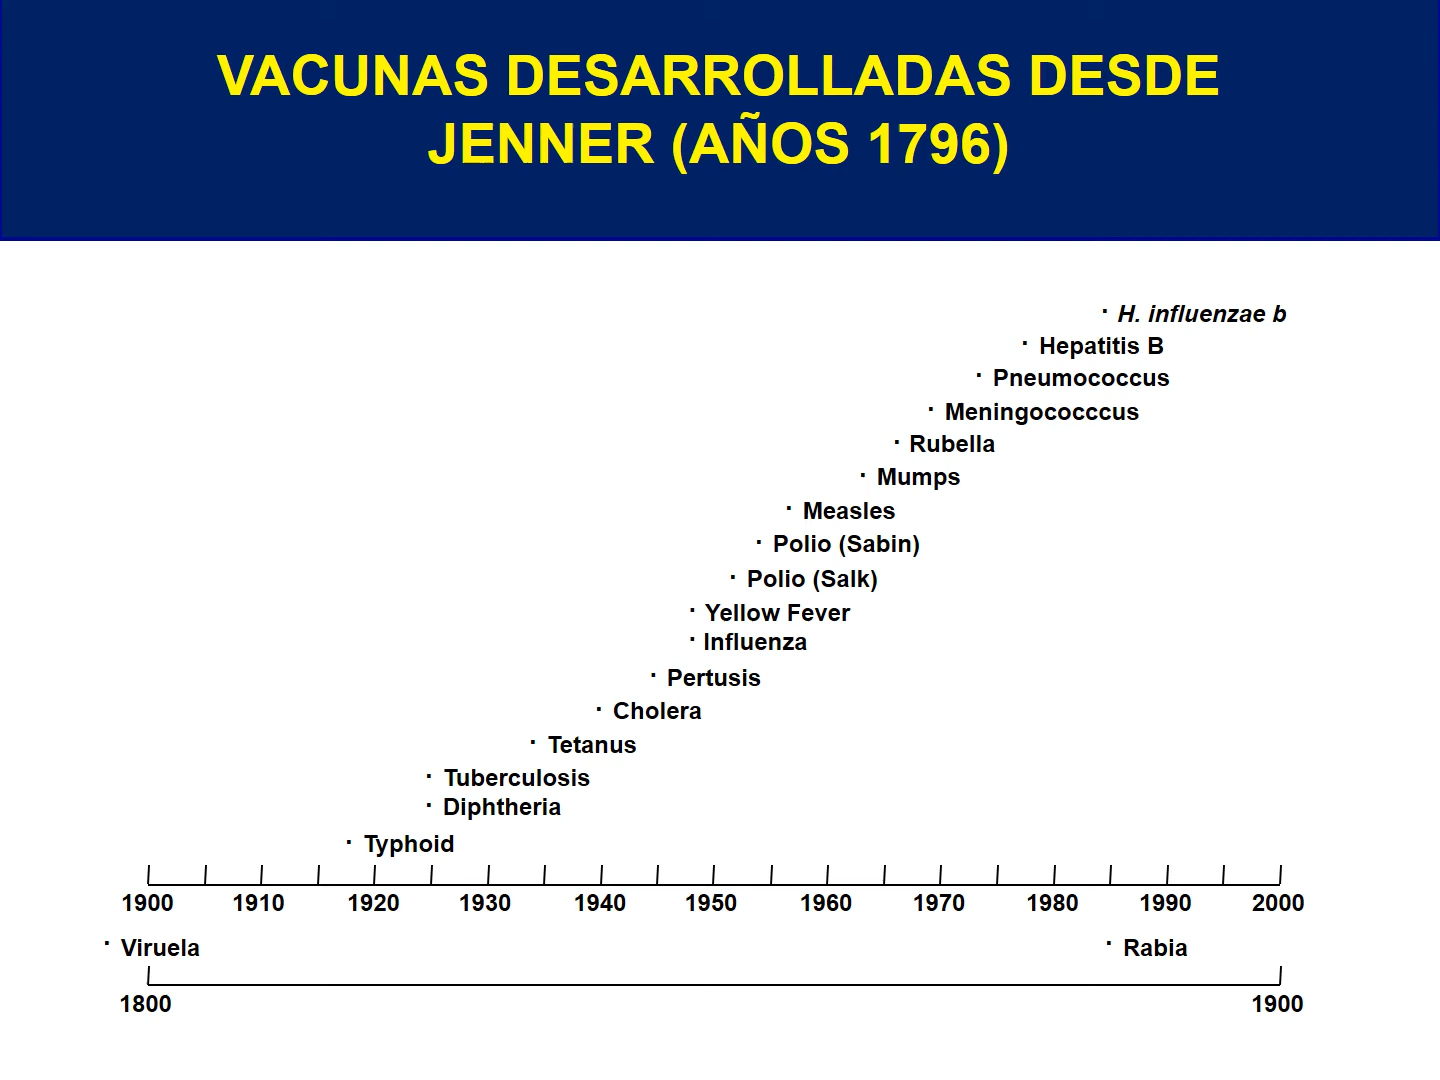 VACUNAS DESARROLLADAS DESDE
JENNER (AÑOS 1796)
· H. influenzae b
· Hepatitis B
· Pneumococcus
· Meningococccus
· Rubella
· Mumps
· Measles
· Polio (Sabin)
· Polio (Salk)
· Yellow Fever
· Influenza
· Pertusis
· Cholera
· Tetanus
· Tuberculosis
· Diphtheria
· Typhoid
1900 1910 1920 1930 1940 1950 1960 1970 1980 1990 2000
· Viruela · Rabia
1800 1900